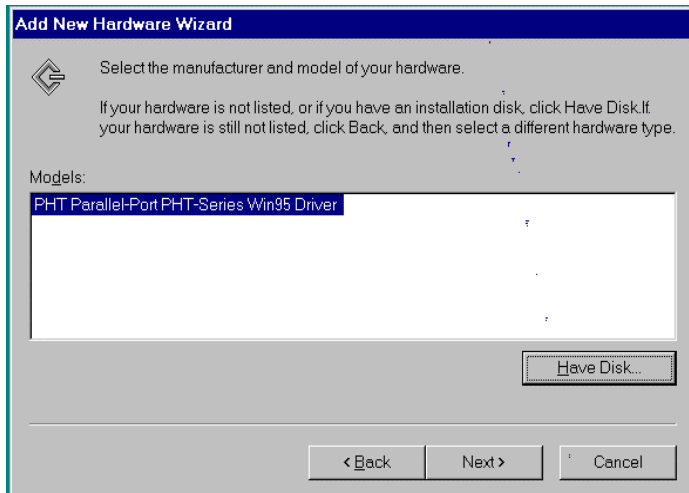 Add New Hardware Wizard
Select the manufacturer and model of your hardware.
If your hardware is not listed, or if you have an installation disk, click Have Disk.If
your hardware is still not listed, click Back, and then select a different hardware type.
Models:
PHT Parallel-Port PHT-Series Win95 Driver
Have Disk...
< Back
Next >
Cancel